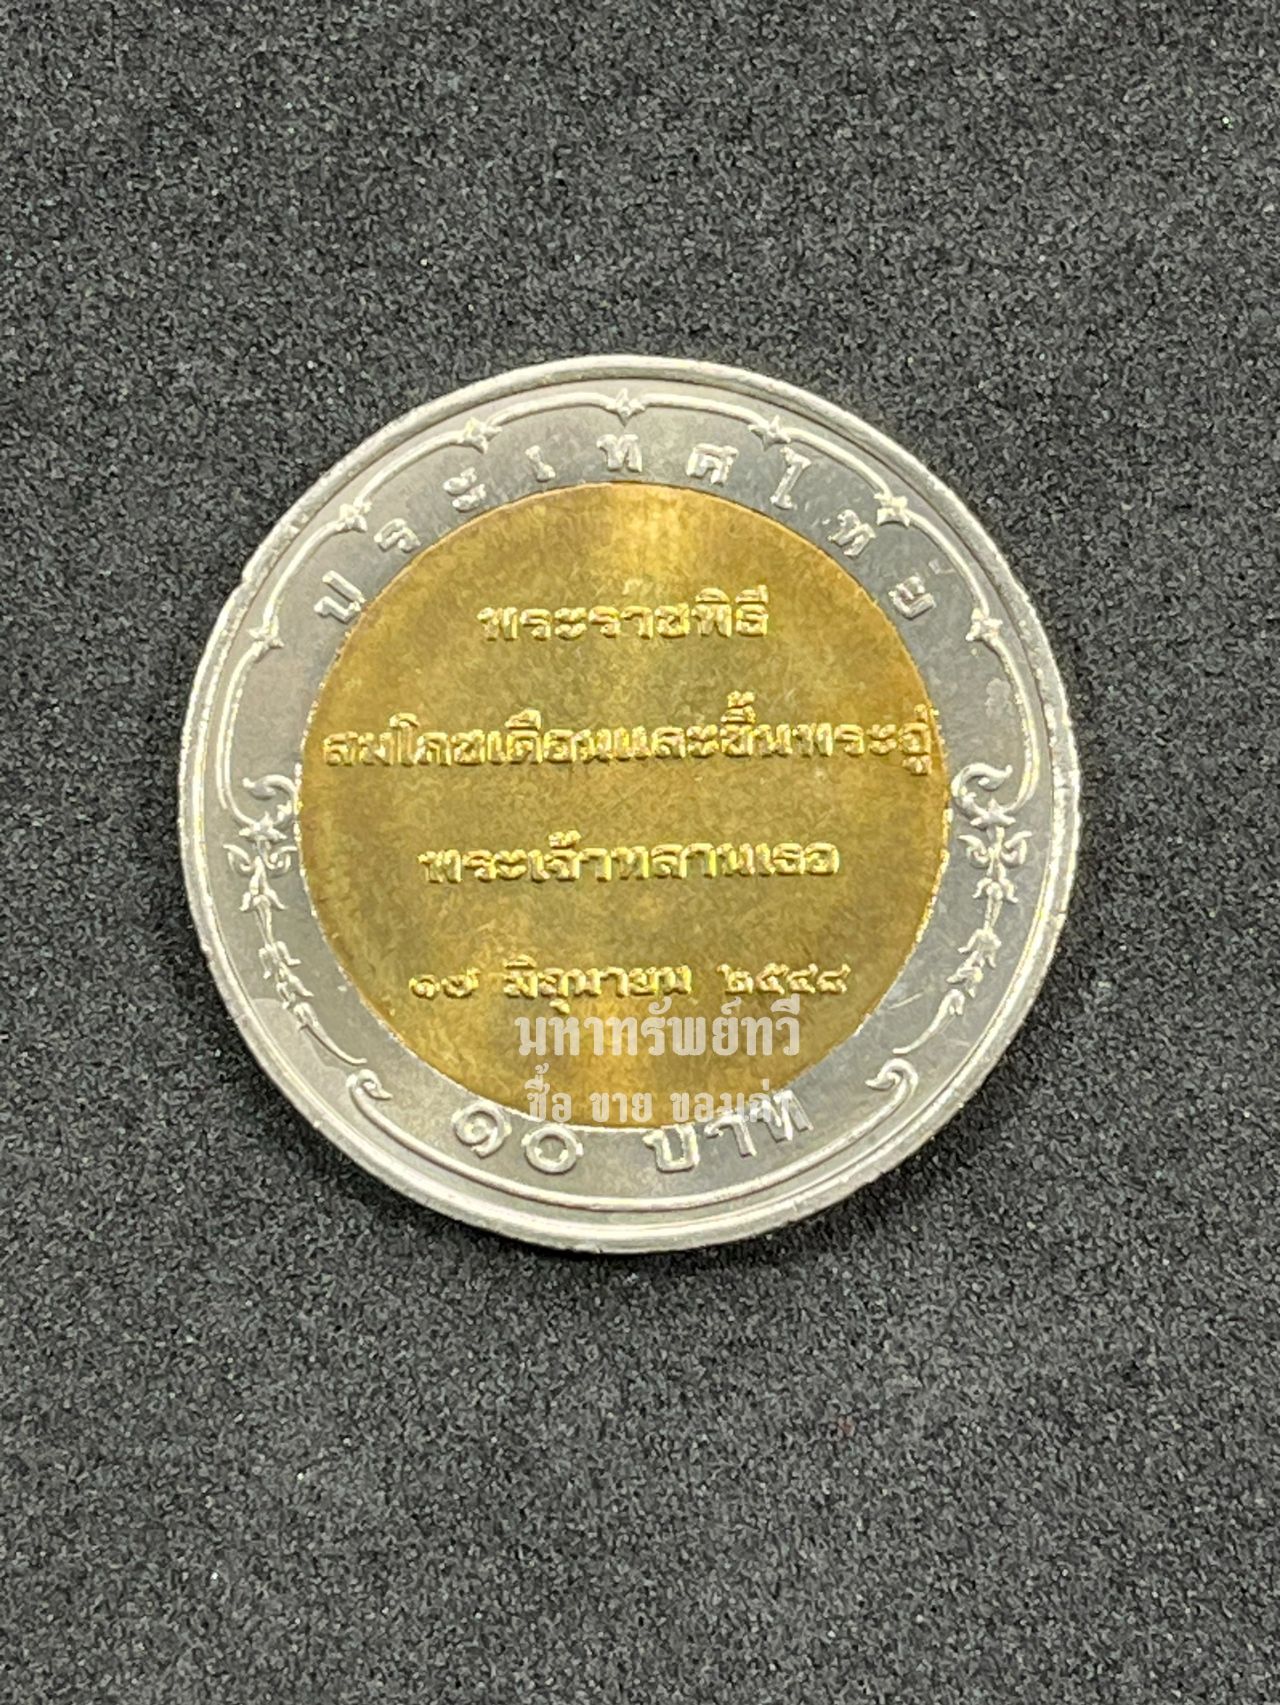 ประเทศไทย
พระราชพิธี
สมโภชเดือนและขึ้นพระอู่
พระเจ้าหลานเธอ
๑๗ มิถุนายน ๒๕๔๘
มหาทรัพย์ทวี
ซื้อ ขาย ของเก่า
๑๐ บาท